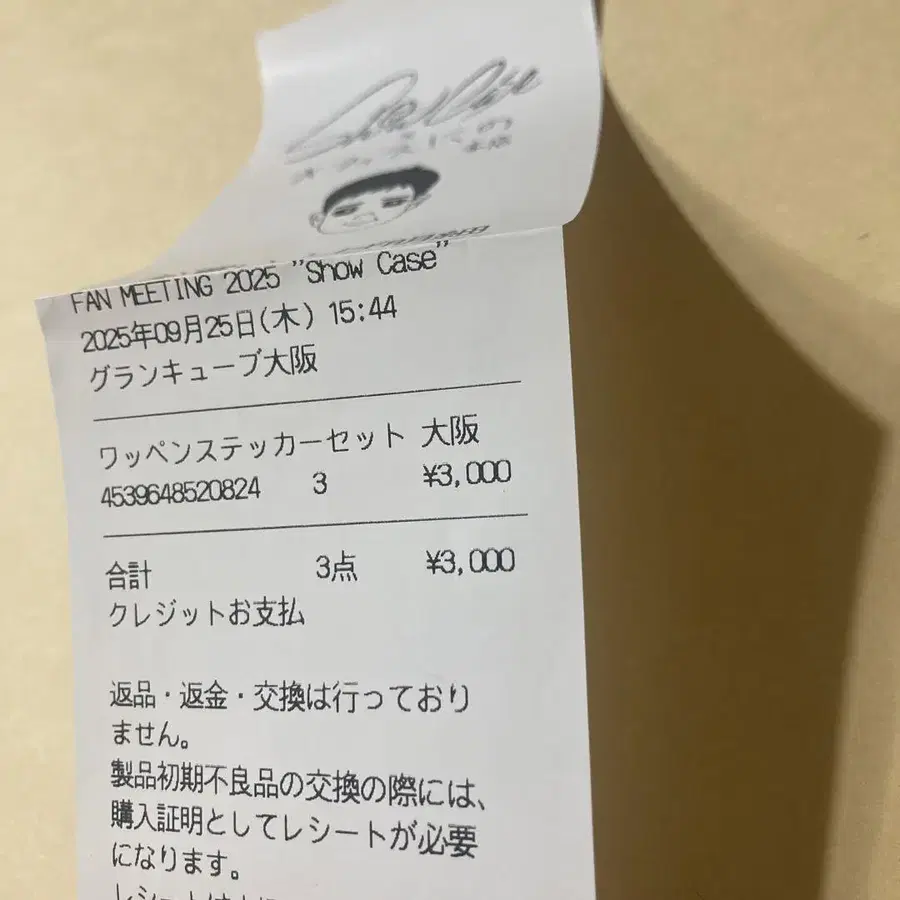 FAN MEETING 2025 "Show Case"
2025年09月25日(木) 15:44
グランキューブ大阪
ワッペンステッカーセット 大阪
4539648520824 3 ¥3,000
合計 3点 ¥3,000
クレジットお支払
返品・返金・交換は行っており
ません。
製品初期不良品の交換の際には、
購入証明としてレシートが必要
になります。